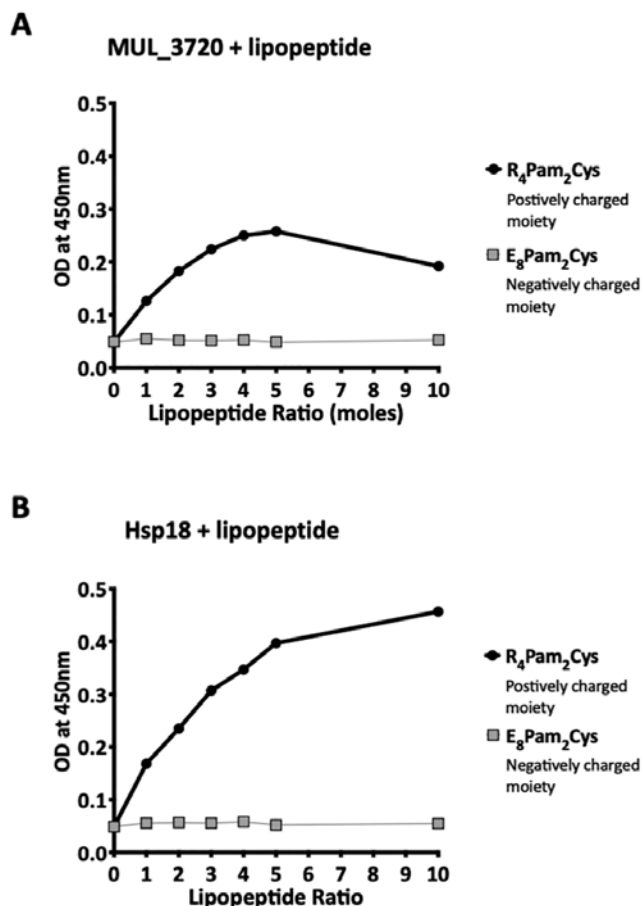 A
MUL_3720 + lipopeptide
OD at 450nm
0.5
0.4
0.3
0.2
0.1
0.0
0 1 2 3 4 5 6 7 8 9 10
Lipopeptide Ratio (moles)
R4Pam2Cys
Postively charged
moiety
E8Pam2Cys
Negatively charged
moiety
B
Hsp18 + lipopeptide
OD at 450nm
0.5
0.4
0.3
0.2
0.1
0.0
0 1 2 3 4 5 6 7 8 9 10
Lipopeptide Ratio
R4Pam2Cys
Postively charged
moiety
E8Pam2Cys
Negatively charged
moiety